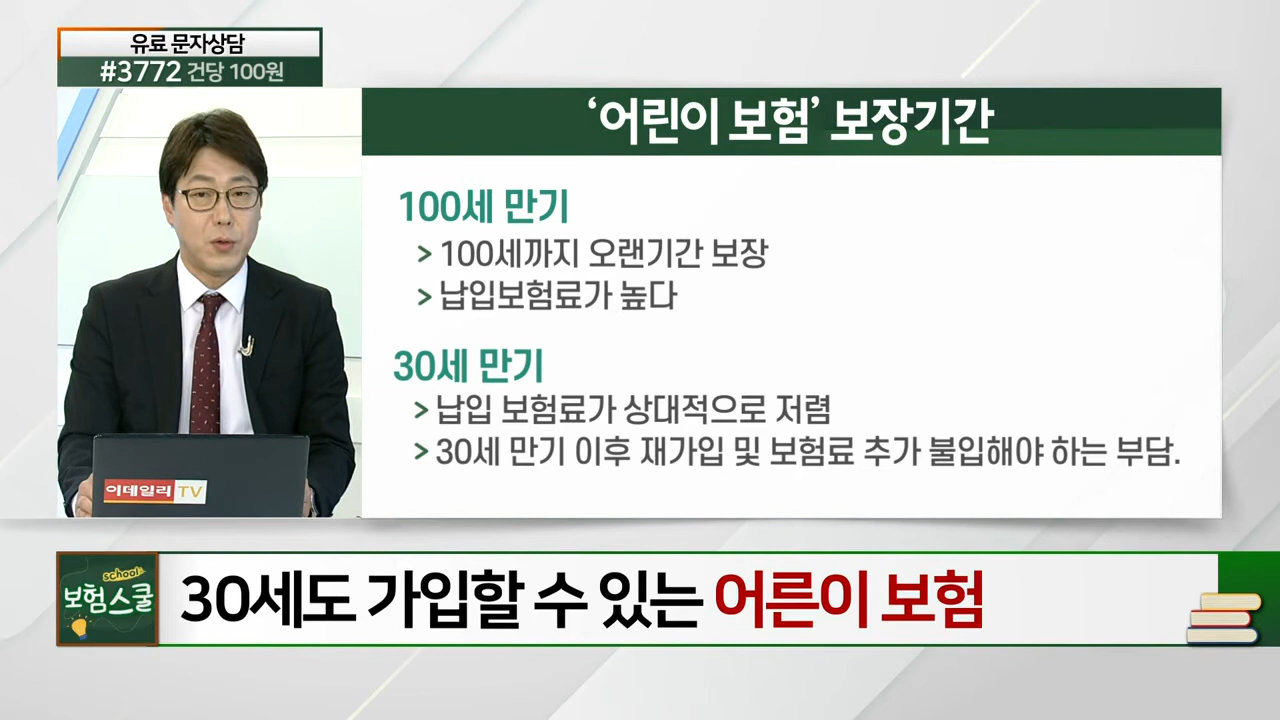 유료 문자상담
#3772 건당 100원
‘어린이 보험’ 보장기간
100세 만기
> 100세까지 오랜기간 보장
> 납입보험료가 높다
30세 만기
> 납입 보험료가 상대적으로 저렴
> 30세 만기 이후 재가입 및 보험료 추가 불입해야 하는 부담.
이데일리 TV
school
보험스쿨
30세도 가입할 수 있는 어른이 보험